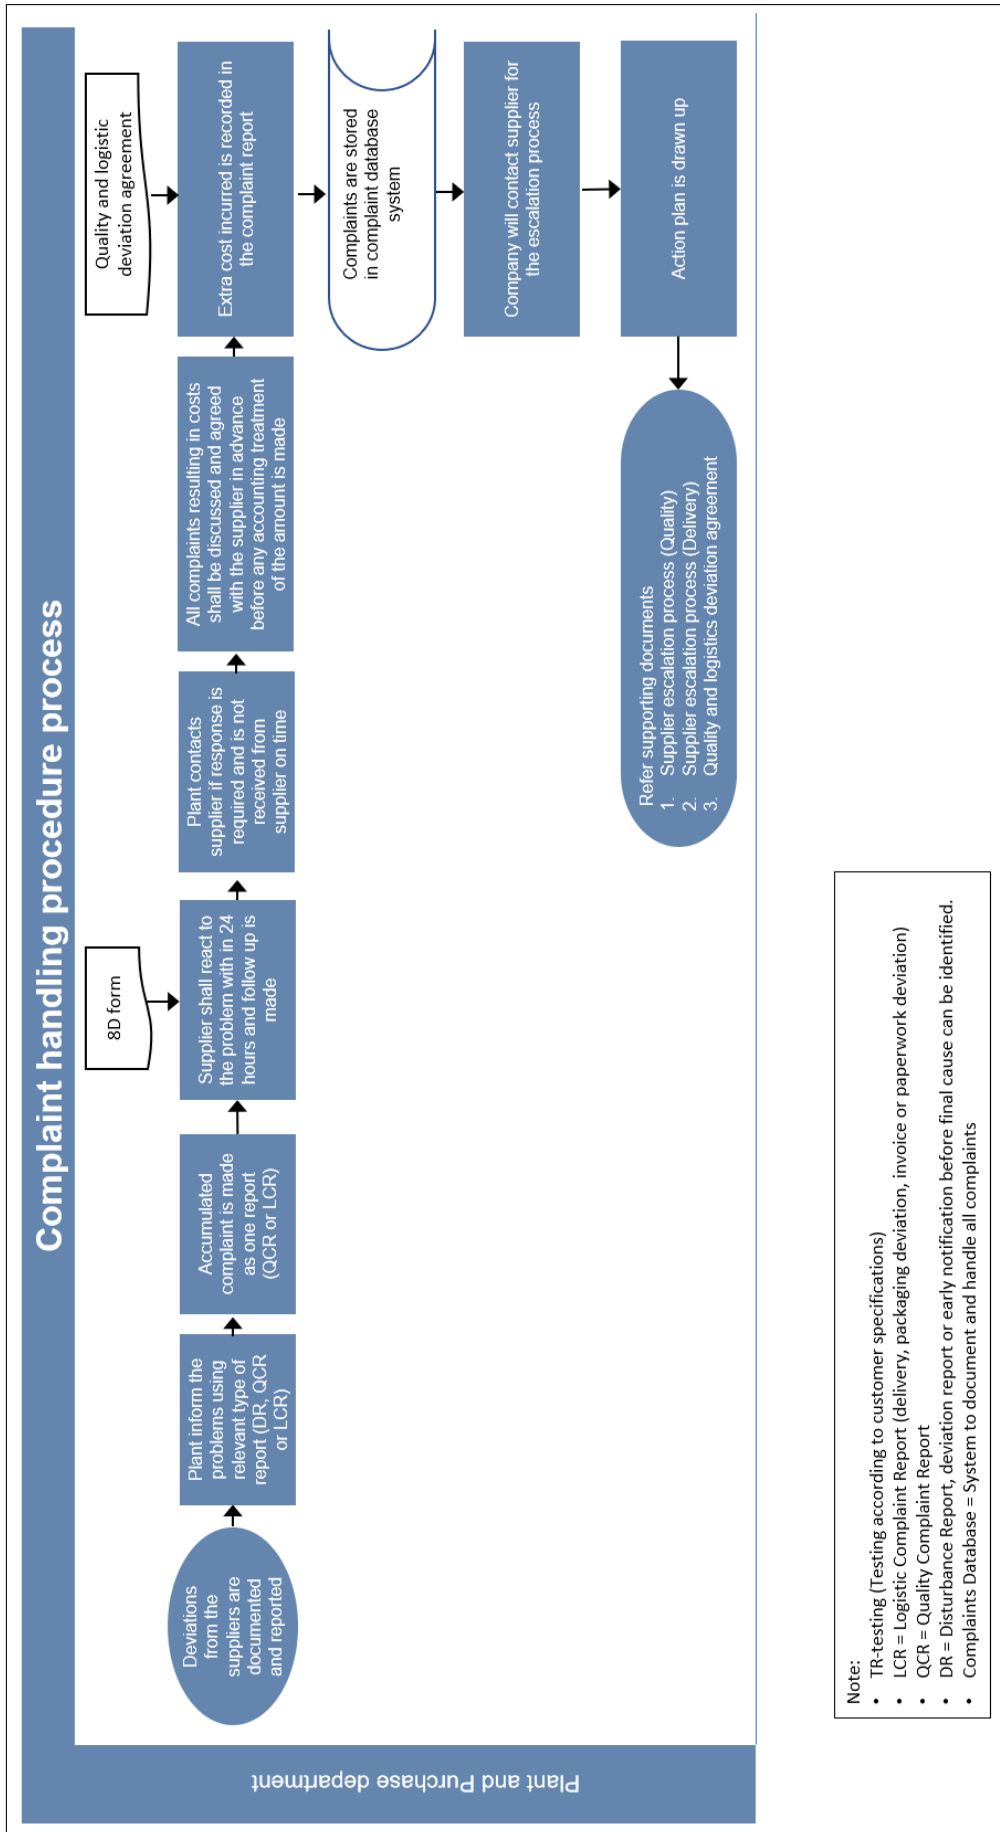 Complaint handling procedure process
Plant and Purchase department
Deviations
from the
suppliers are
documented
and reported
Plant inform the
problems using
relevant type of
report (DR, QCR
or LCR)
Accumulated
complaint is made
as one report
(QCR or LCR)
8D form
Supplier shall react to
the problem with in 24
hours and follow up is
made
Plant contacts
supplier if response is
required and is not
received from
supplier on time
All complaints resulting in costs
shall be discussed and agreed
with the supplier in advance
before any accounting treatment
of the amount is made
Quality and logistic
deviation agreement
Extra cost incurred is recorded in
the complaint report
Complaints are stored
in complaint database
system
Company will contact supplier for
the escalation process
Action plan is drawn up
Refer supporting documents
1. Supplier escalation process (Quality)
2. Supplier escalation process (Delivery)
3. Quality and logistics deviation agreement
Note:
• TR-testing (Testing according to customer specifications)
• LCR = Logistic Complaint Report (delivery, packaging deviation, invoice or paperwork deviation)
• QCR = Quality Complaint Report
• DR = Disturbance Report, deviation report or early notification before final cause can be identified.
• Complaints Database = System to document and handle all complaints